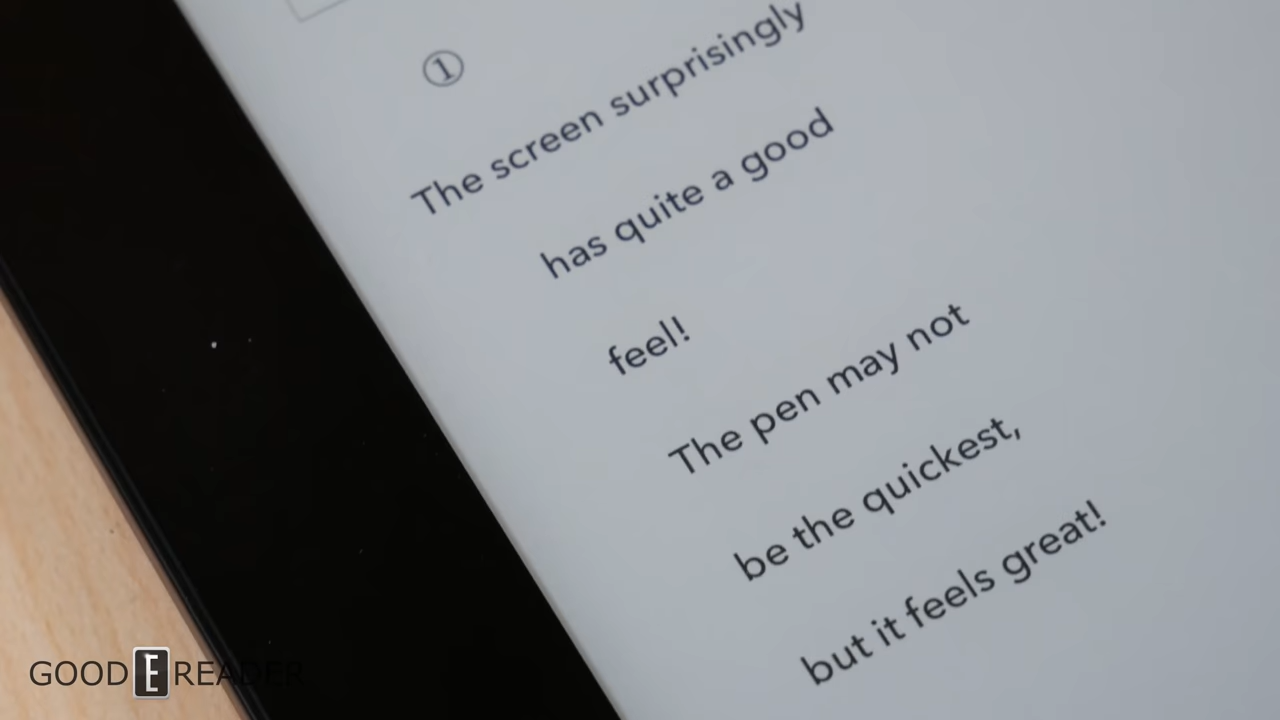 ①
The screen surprisingly
has quite a good
feel!
The pen may not
be the quickest,
but it feels great!
GOOD E READER